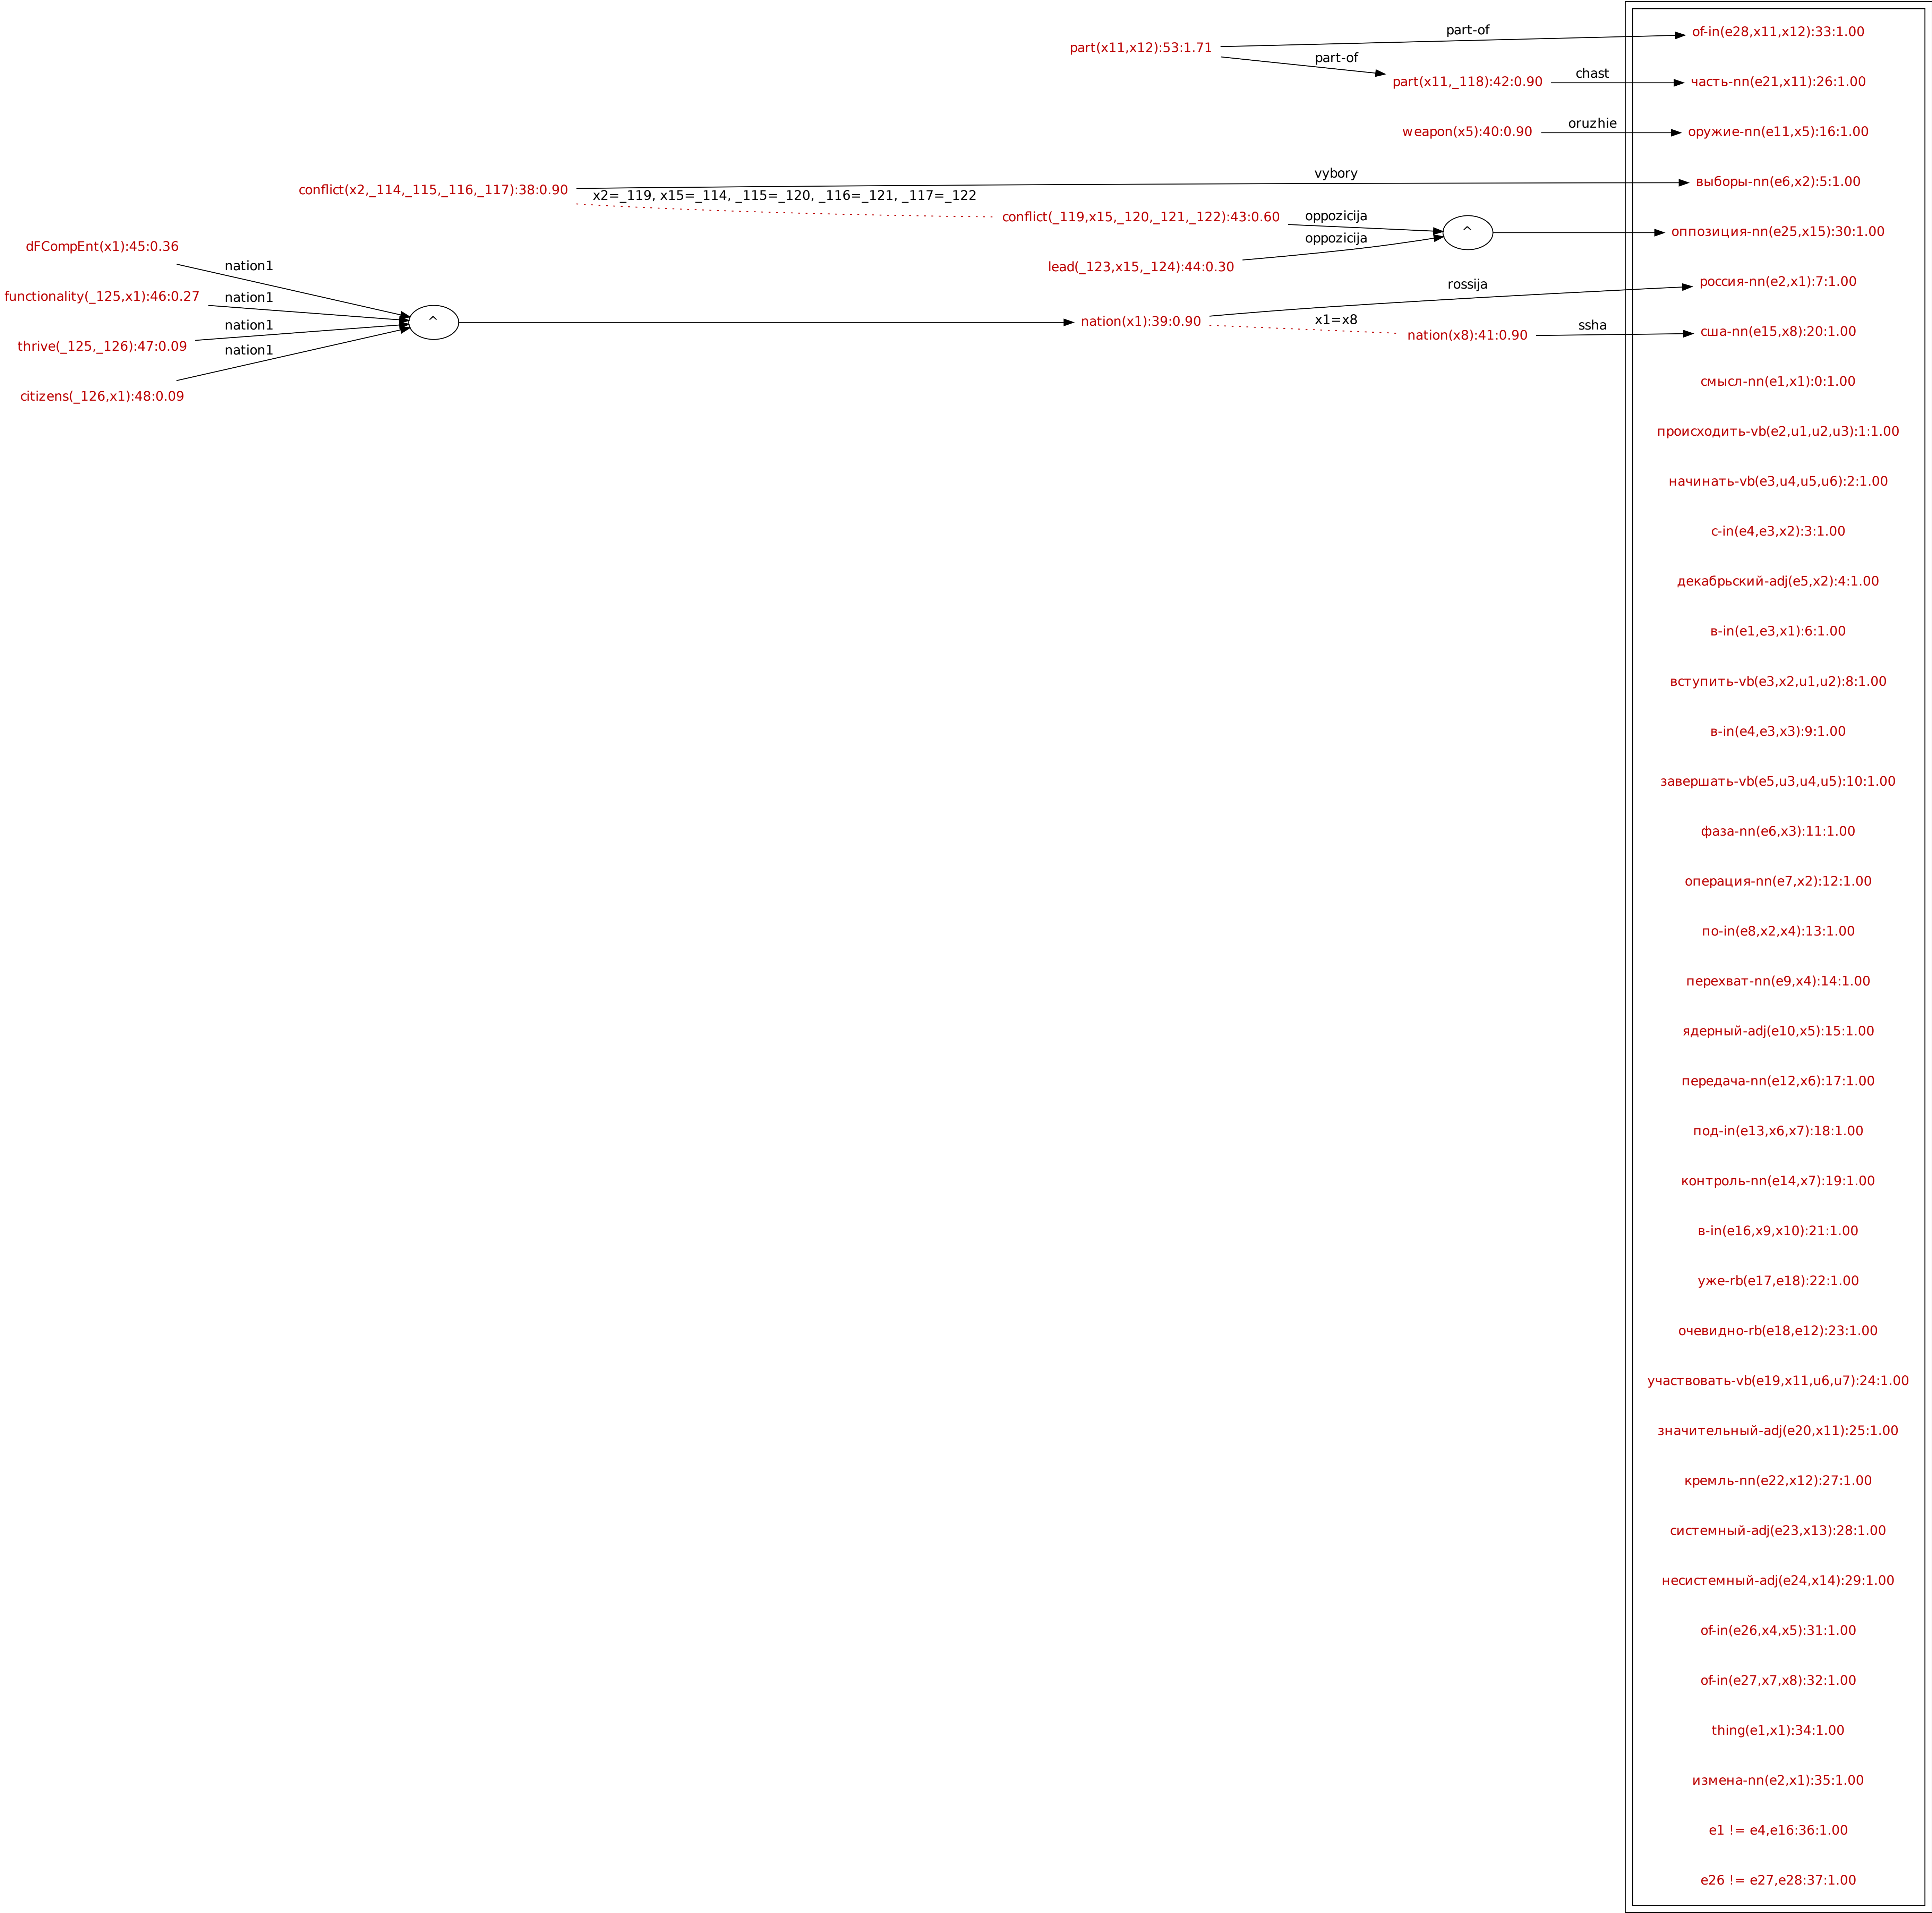 part-of
of-in(e28,x11,x12):33:1.00
part(x11,x12):53:1.71
part-of
part(x11,_118):42:0.90
chast
часть-nn(e21,x11):26:1.00
weapon(x5):40:0.90
oruzhie
оружие-nn(e11,x5):16:1.00
conflict(x2,_114,_115,_116,_117):38:0.90
vybory
выборы-nn(e6,x2):5:1.00
x2=_119, x15=_114, _115=_120, _116=_121, _117=_122
conflict(_119,x15,_120,_121,_122):43:0.60
oppozicija
^
оппозиция-nn(e25,x15):30:1.00
oppozicija
lead(_123,x15,_124):44:0.30
dFCompEnt(x1):45:0.36
nation1
functionality(_125,x1):46:0.27
nation1
rossija
россия-nn(e2,x1):7:1.00
^
nation(x1):39:0.90
x1=x8
nation(x8):41:0.90
ssha
сша-nn(e15,x8):20:1.00
thrive(_125,_126):47:0.09
nation1
nation1
citizens(_126,x1):48:0.09
смысл-nn(e1,x1):0:1.00
происходить-vb(e2,u1,u2,u3):1:1.00
начинать-vb(e3,u4,u5,u6):2:1.00
с-in(e4,e3,x2):3:1.00
декабрьский-adj(e5,x2):4:1.00
в-in(e1,e3,x1):6:1.00
вступить-vb(e3,x2,u1,u2):8:1.00
в-in(e4,e3,x3):9:1.00
завершать-vb(e5,u3,u4,u5):10:1.00
фаза-nn(e6,x3):11:1.00
операция-nn(e7,x2):12:1.00
по-in(e8,x2,x4):13:1.00
перехват-nn(e9,x4):14:1.00
ядерный-adj(e10,x5):15:1.00
передача-nn(e12,x6):17:1.00
под-in(e13,x6,x7):18:1.00
контроль-nn(e14,x7):19:1.00
в-in(e16,x9,x10):21:1.00
уже-rb(e17,e18):22:1.00
очевидно-rb(e18,e12):23:1.00
участвовать-vb(e19,x11,u6,u7):24:1.00
значительный-adj(e20,x11):25:1.00
кремль-nn(e22,x12):27:1.00
системный-adj(e23,x13):28:1.00
несистемный-adj(e24,x14):29:1.00
of-in(e26,x4,x5):31:1.00
of-in(e27,x7,x8):32:1.00
thing(e1,x1):34:1.00
измена-nn(e2,x1):35:1.00
e1 != e4,e16:36:1.00
e26 != e27,e28:37:1.00